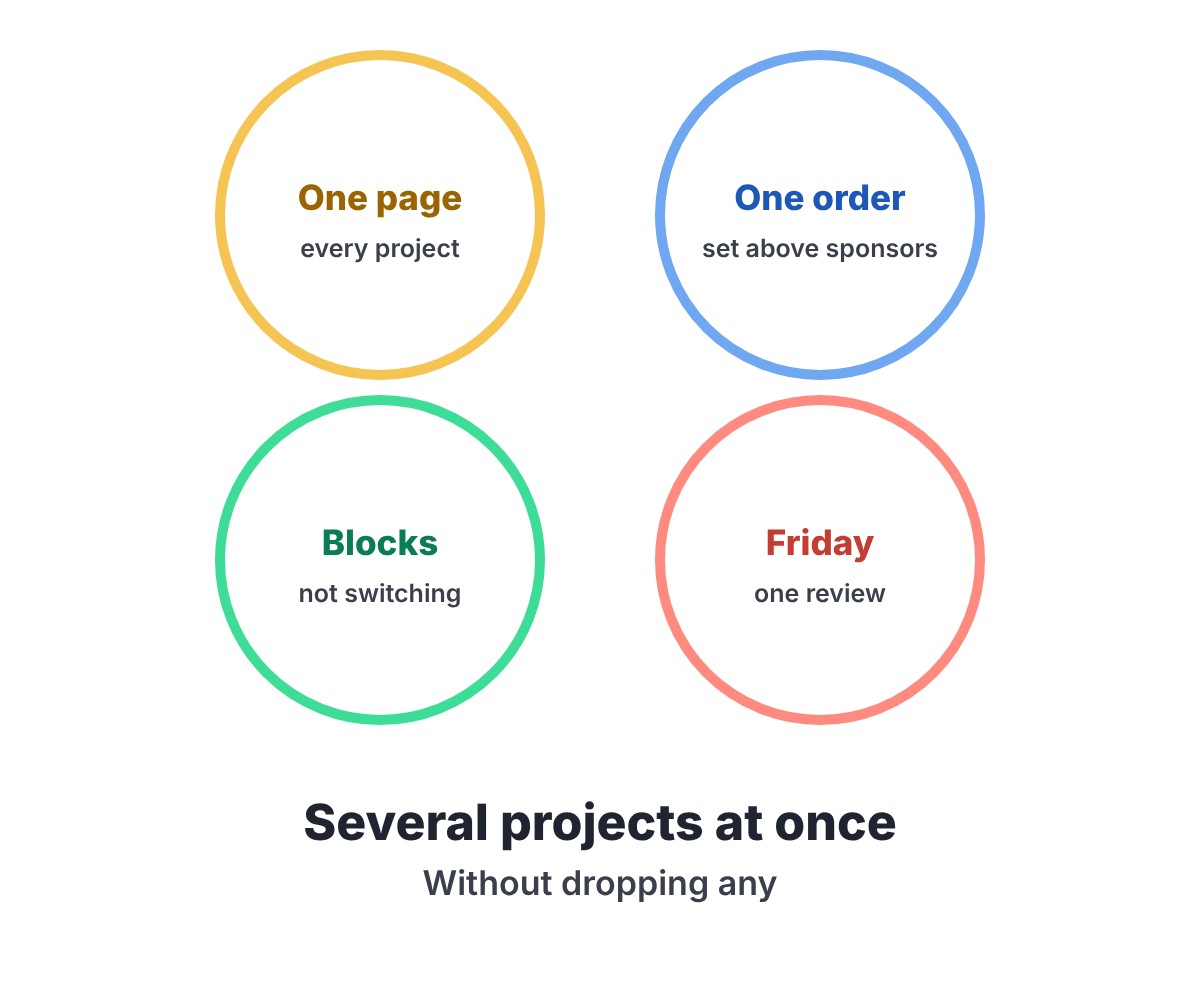 One page
every project
One order
set above sponsors
Blocks
not switching
Friday
one review
Several projects at once
Without dropping any